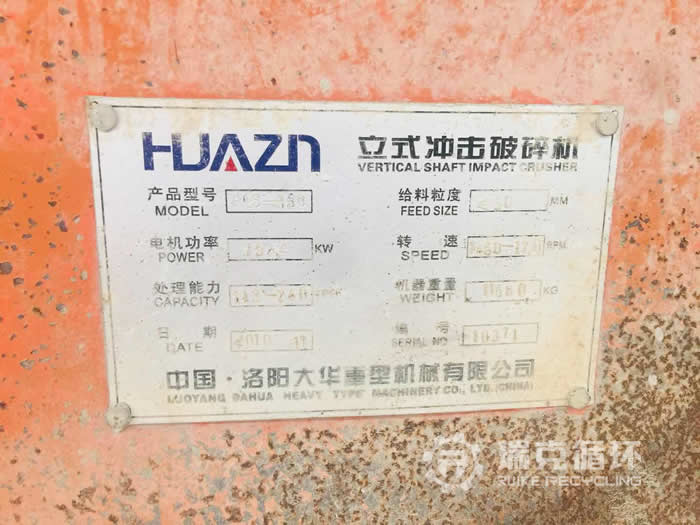 HUAZN 立式冲击破碎机
VERTICAL SHAFT IMPACT CRUSHER
产品型号 给料粒度 MM
MODEL FEED SIZE
电机功率 KW 转速 RPM
POWER SPEED
处理能力 机器重量 KG
CAPACITY WEIGHT
日期 编号 10371
DATE SERIAL NO
中国·洛阳大华重型机械有限公司
LUOYANG DAHUA HEAVY TYPE MACHINERY CO., LTD. (CHINA)
瑞克循环
RUIKE RECYCLING